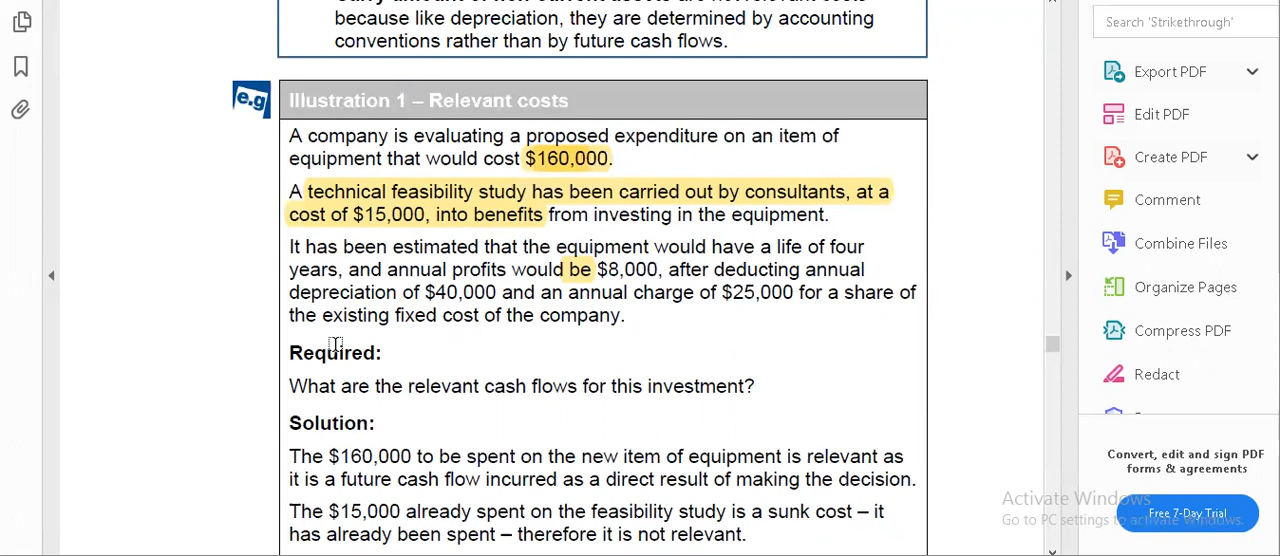 because like depreciation, they are determined by accounting
conventions rather than by future cash flows.
e.g
Illustration 1 – Relevant costs
A company is evaluating a proposed expenditure on an item of
equipment that would cost $160,000.
A technical feasibility study has been carried out by consultants, at a
cost of $15,000, into benefits from investing in the equipment.
It has been estimated that the equipment would have a life of four
years, and annual profits would be $8,000, after deducting annual
depreciation of $40,000 and an annual charge of $25,000 for a share of
the existing fixed cost of the company.
Required:
What are the relevant cash flows for this investment?
Solution:
The $160,000 to be spent on the new item of equipment is relevant as
it is a future cash flow incurred as a direct result of making the decision.
The $15,000 already spent on the feasibility study is a sunk cost – it
has already been spent – therefore it is not relevant.
Search 'Strikethrough'
Export PDF
Edit PDF
Create PDF
Comment
Combine Files
Organize Pages
Compress PDF
Redact
Convert, edit and sign PDF
forms & agreements
Free 7-Day Trial
Activate Windows
Go to PC settings to activate Windows.